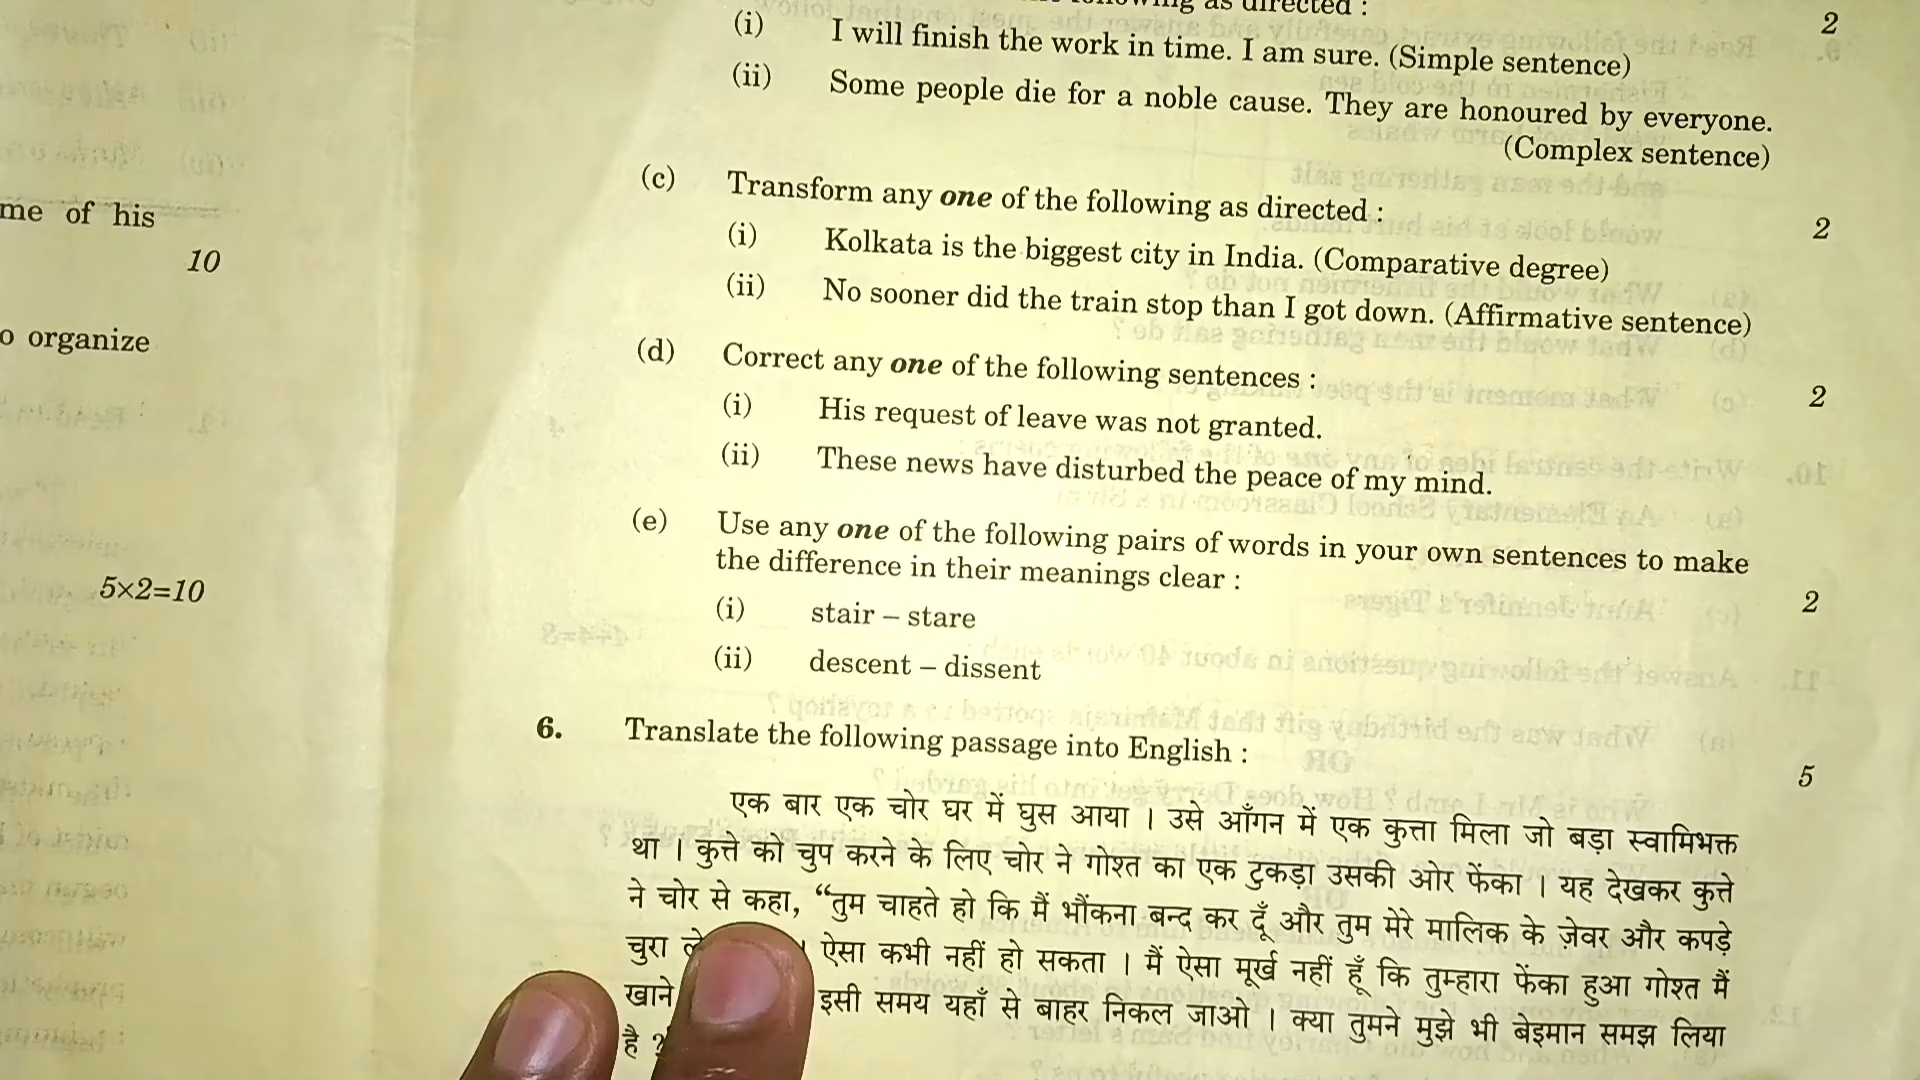 me of his
10
o organize
5×2=10
as directed :
2
(i) I will finish the work in time. I am sure. (Simple sentence)
(ii) Some people die for a noble cause. They are honoured by everyone.
(Complex sentence)
(c) Transform any one of the following as directed : 2
(i) Kolkata is the biggest city in India. (Comparative degree)
(ii) No sooner did the train stop than I got down. (Affirmative sentence)
(d) Correct any one of the following sentences : 2
(i) His request of leave was not granted.
(ii) These news have disturbed the peace of my mind.
(e) Use any one of the following pairs of words in your own sentences to make
the difference in their meanings clear : 2
(i) stair – stare
(ii) descent – dissent
6. Translate the following passage into English : 5
एक बार एक चोर घर में घुस आया । उसे आँगन में एक कुत्ता मिला जो बड़ा स्वामिभक्त
था । कुत्ते को चुप करने के लिए चोर ने गोश्त का एक टुकड़ा उसकी ओर फेंका । यह देखकर कुत्ते
ने चोर से कहा, “तुम चाहते हो कि मैं भौंकना बन्द कर दूँ और तुम मेरे मालिक के ज़ेवर और कपड़े
चुरा । ऐसा कभी नहीं हो सकता । मैं ऐसा मूर्ख नहीं हूँ कि तुम्हारा फेंका हुआ गोश्त मैं
खाने इसी समय यहाँ से बाहर निकल जाओ । क्या तुमने मुझे भी बेइमान समझ लिया
है ?